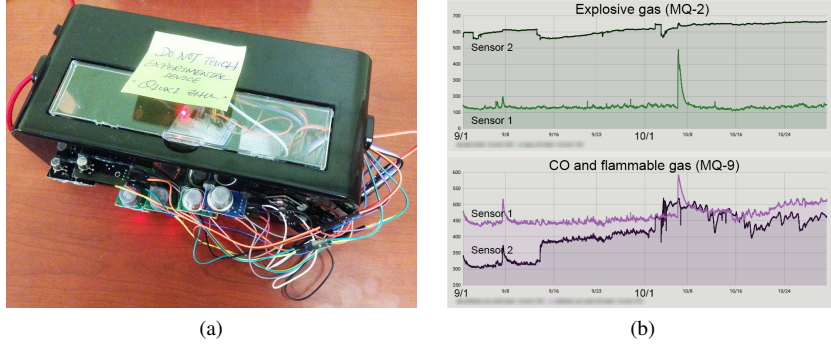 DO NOT TOUCH
EXPERIMENTAL
DEVICE
(a)
Explosive gas (MQ-2)
700
600
500
400
300
200
100
0
Sensor 2
Sensor 1
9/1
9/8
9/16
9/23
10/1
10/8
10/16
10/24
CO and flammable gas (MQ-9)
600
550
500
450
400
350
300
250
Sensor 1
Sensor 2
9/1
9/8
9/16
9/23
10/1
10/8
10/16
10/24
(b)